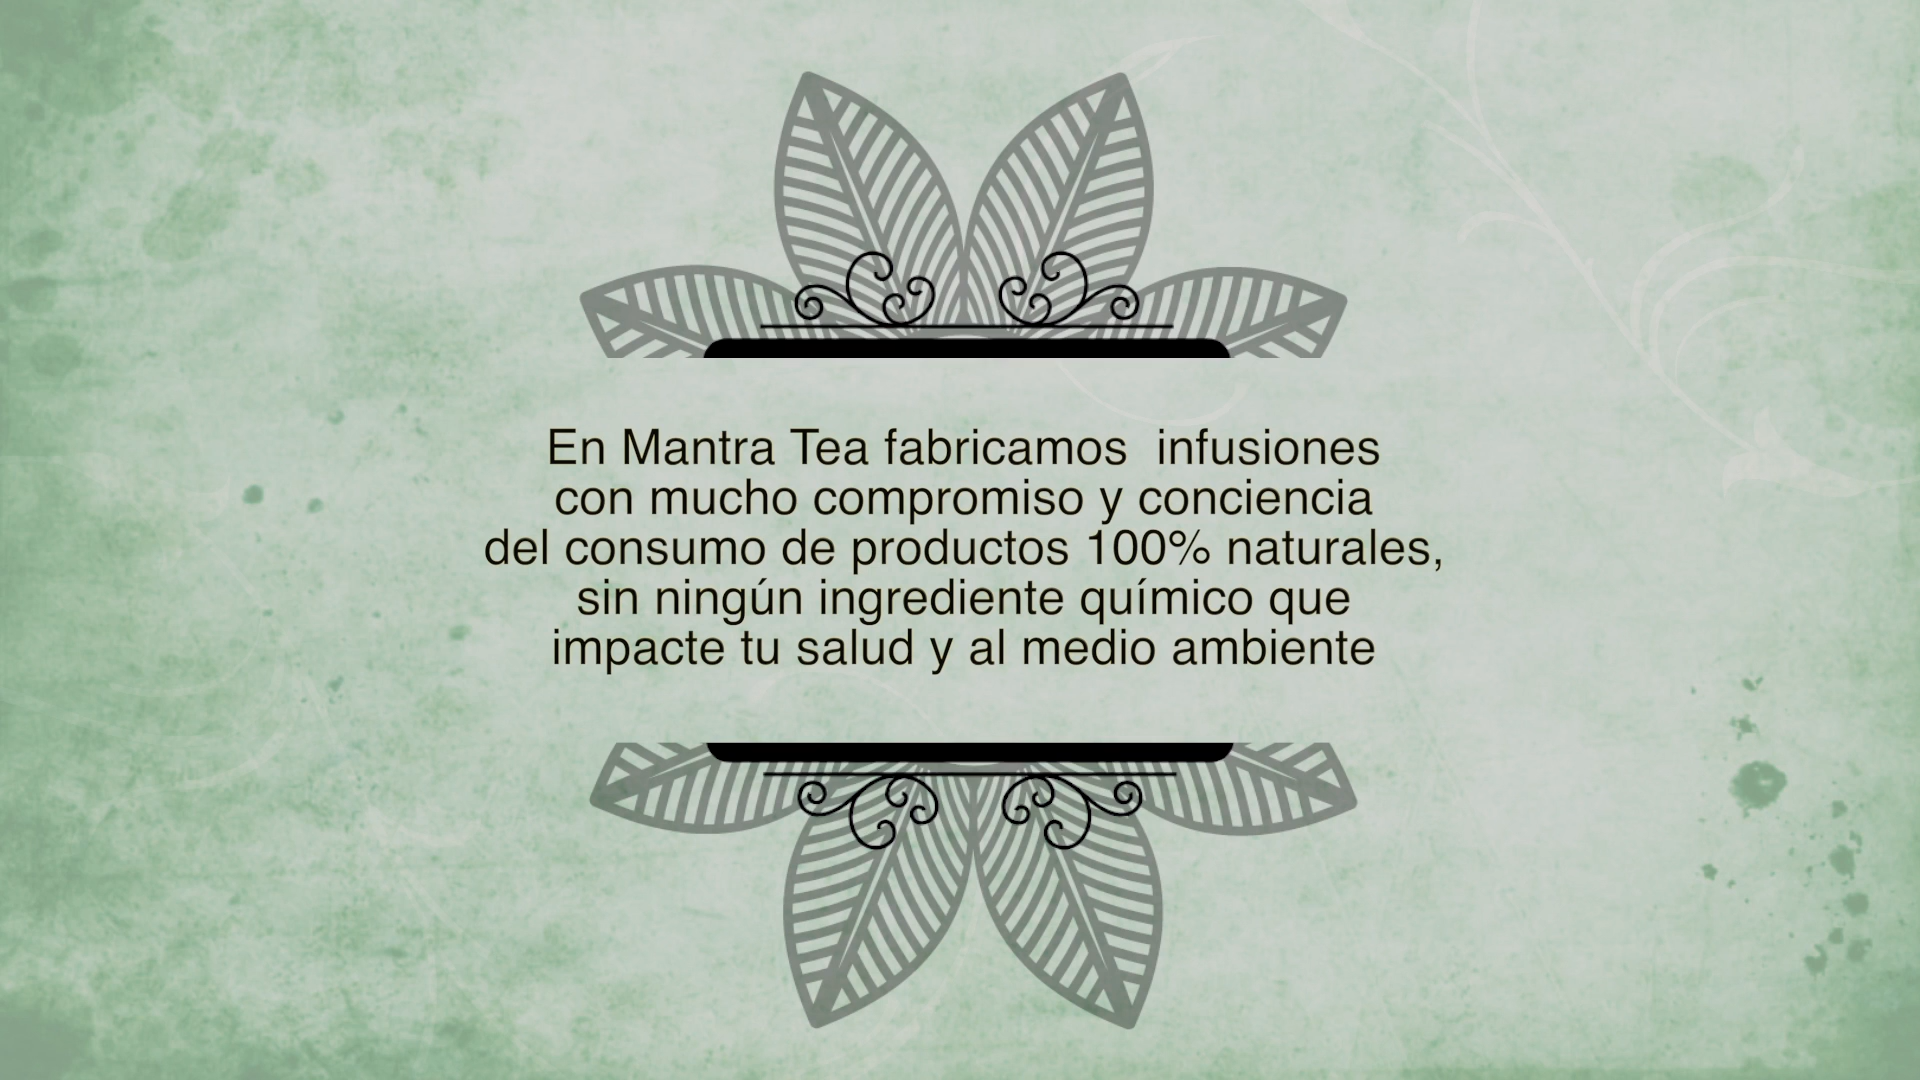 En Mantra Tea fabricamos  infusiones
con mucho compromiso y conciencia
del consumo de productos 100% naturales,
sin ningún ingrediente químico que
impacte tu salud y al medio ambiente